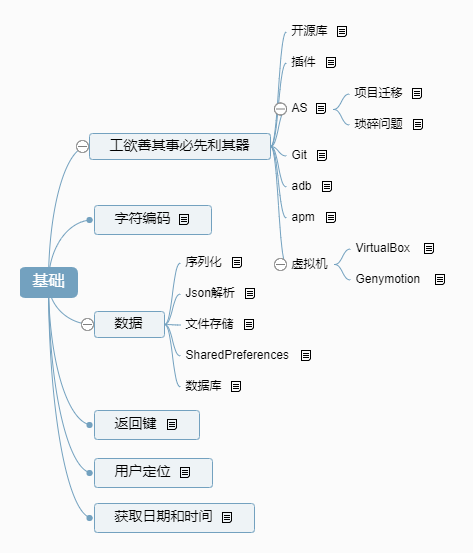 开源库
插件
AS
项目迁移
琐碎问题
工欲善其事必先利其器
Git
adb
apm
虚拟机
VirtualBox
Genymotion
字符编码
基础
数据
序列化
Json解析
文件存储
SharedPreferences
数据库
返回键
用户定位
获取日期和时间